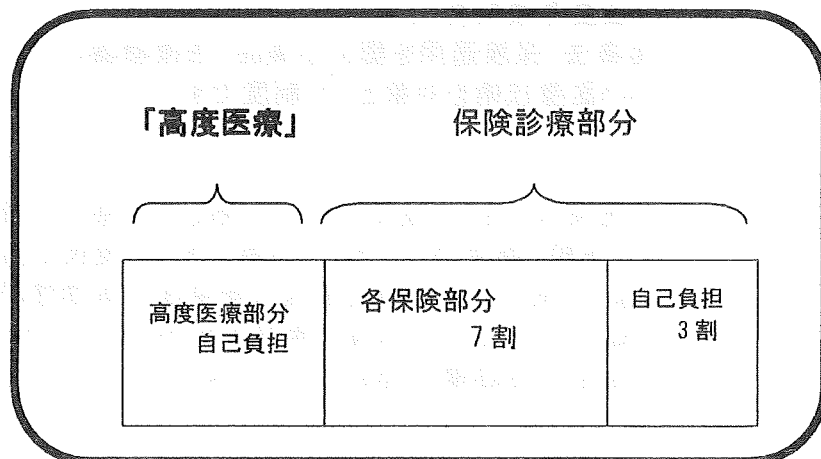 「高度医療」
保険診療部分
高度医療部分
自己負担
各保険部分
7割
自己負担
3割